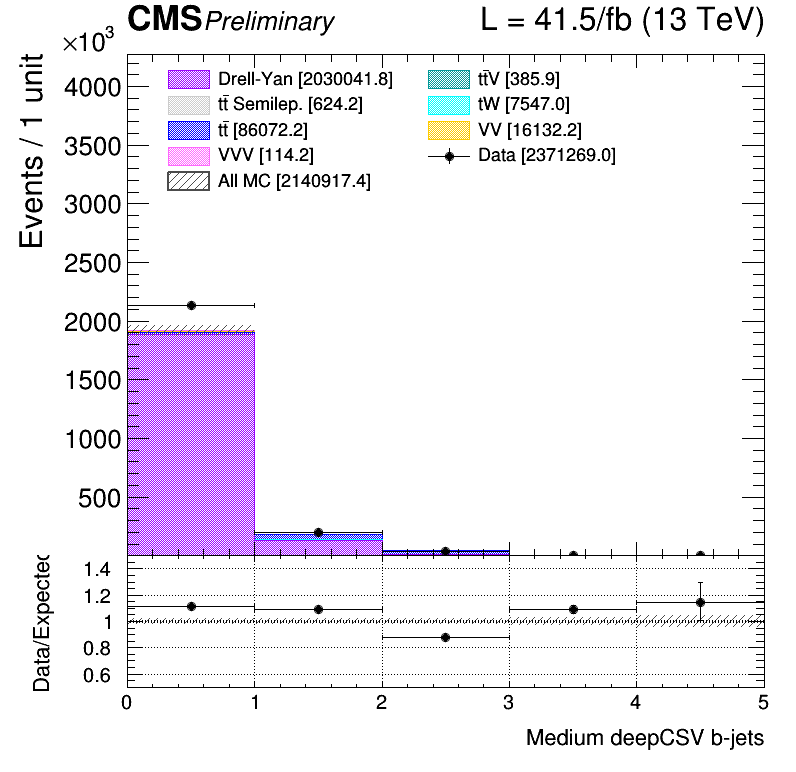 CMS Preliminary L = 41.5/fb (13 TeV)
×10³
Events / 1 unit
4000
3500
3000
2500
2000
1500
1000
500
Drell-Yan [2030041.8]
tt̄ Semilep. [624.2]
tt̄ [86072.2]
VVV [114.2]
All MC [2140917.4]
tt̄V [385.9]
tW [7547.0]
VV [16132.2]
Data [2371269.0]
Data/Expected
1.4
1.2
1
0.8
0.6
0 1 2 3 4 5
Medium deepCSV b-jets